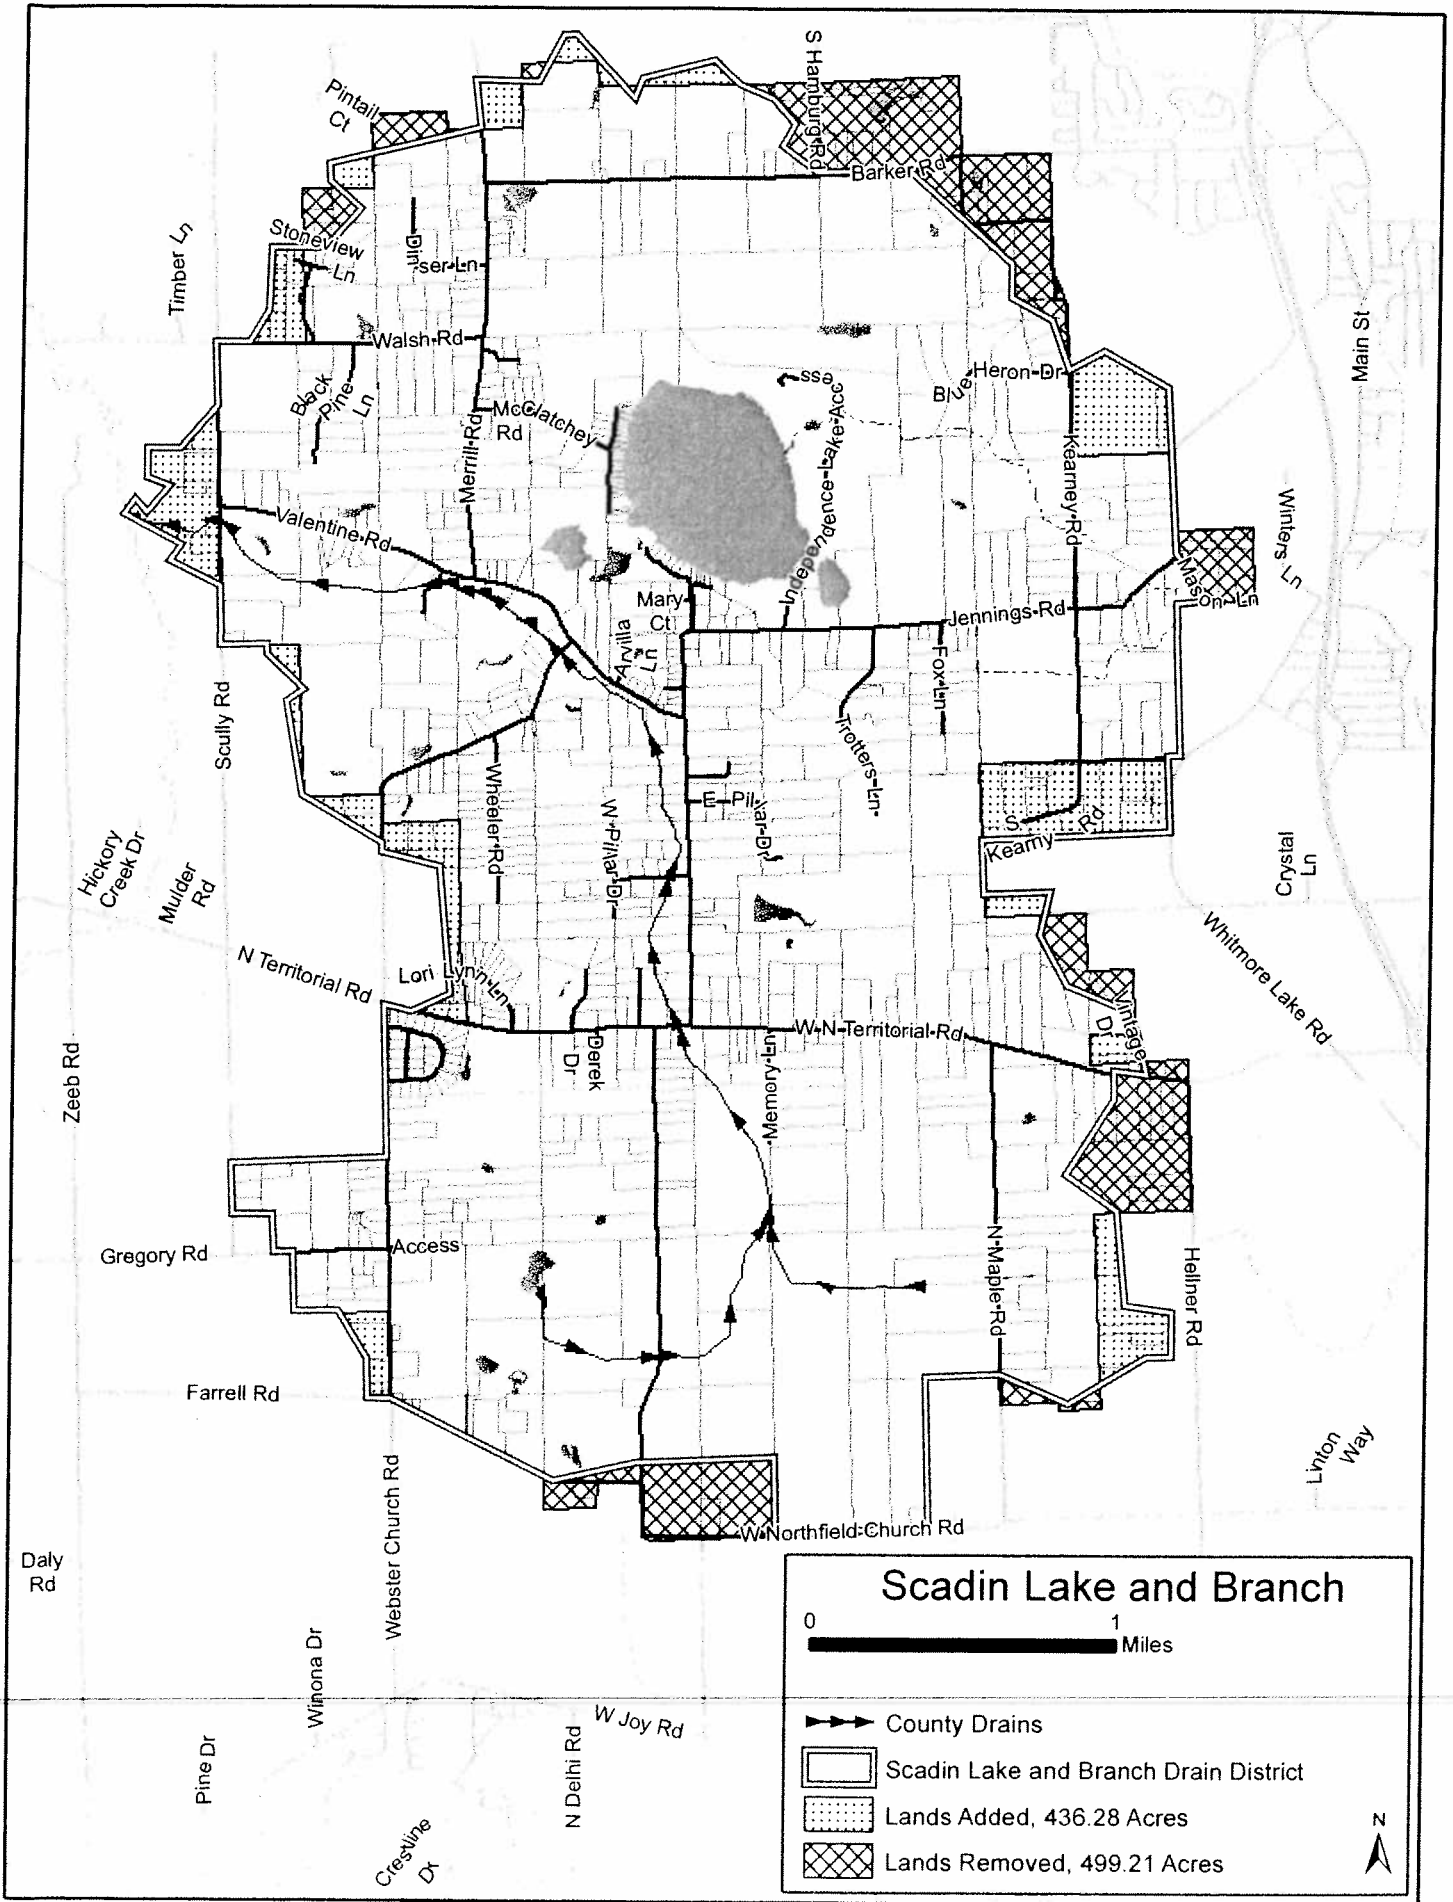 S Hamburg Rd
Pintail
Ct
Barker Rd
Stoneview
Ln
Timber Ln
Dinser Ln
Walsh Rd
Main St
Black
Pine
Ln
McClatchey
Rd
Merrill Rd
Independence Lake Access
Blue Heron Dr
Kearney Rd
Valentine Rd
Winters
Ln
Mason Ln
Mary
Ct
Jennings Rd
Arvilla
Ln
Fox Ln
Scully Rd
Trotters Ln
Wheeler Rd
W Pillar Dr
E Pillar Dr
S
Kearny Rd
Hickory
Creek Dr
Mulder
Rd
Crystal
Ln
Whitmore Lake Rd
N Territorial Rd
Lori Lynn Ln
W N Territorial Rd
Vintage
Dr
Zeeb Rd
Derek
Dr
Memory Ln
Gregory Rd
Access
N Maple Rd
Hellner Rd
Farrell Rd
Linton
Way
Webster Church Rd
W Northfield Church Rd
Daly
Rd
Winona Dr
W Joy Rd
Pine Dr
N Delhi Rd
Crestline
Dr
Scadin Lake and Branch
0 1
Miles
County Drains
Scadin Lake and Branch Drain District
Lands Added, 436.28 Acres
Lands Removed, 499.21 Acres
N